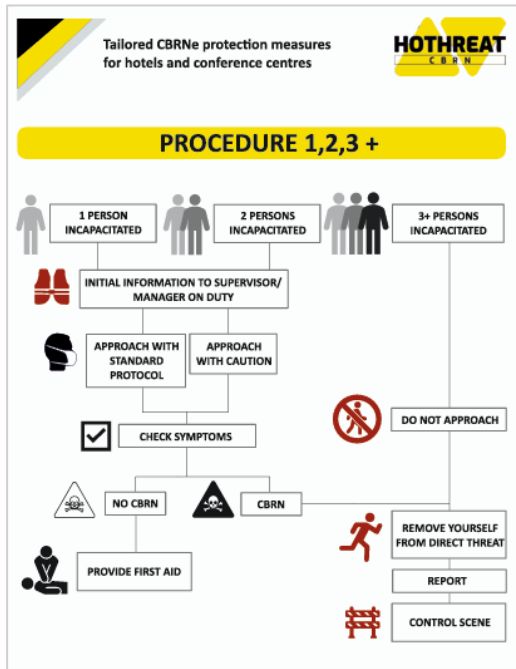 Tailored CBRNe protection measures
for hotels and conference centres
HOTHREAT
CBRN
PROCEDURE 1,2,3 +
1 PERSON
INCAPACITATED
2 PERSONS
INCAPACITATED
3+ PERSONS
INCAPACITATED
INITIAL INFORMATION TO SUPERVISOR/
MANAGER ON DUTY
APPROACH WITH
STANDARD
PROTOCOL
APPROACH
WITH CAUTION
DO NOT APPROACH
CHECK SYMPTOMS
NO CBRN
CBRN
REMOVE YOURSELF
FROM DIRECT THREAT
PROVIDE FIRST AID
REPORT
CONTROL SCENE